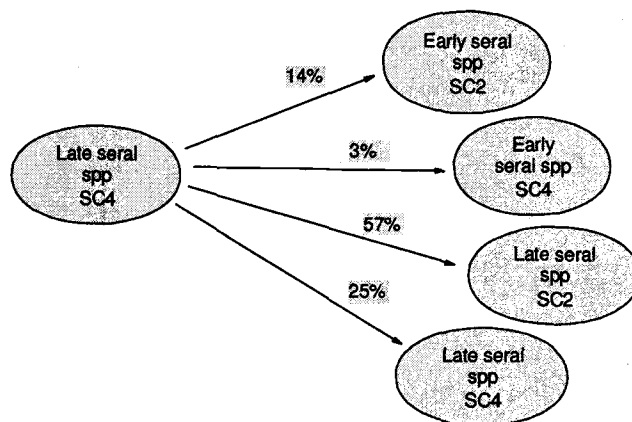 Early seral
spp
SC2
14%
Late seral
spp
SC4
3%
Early
seral spp
SC4
57%
Late seral
spp
SC2
25%
Late seral
spp
SC4